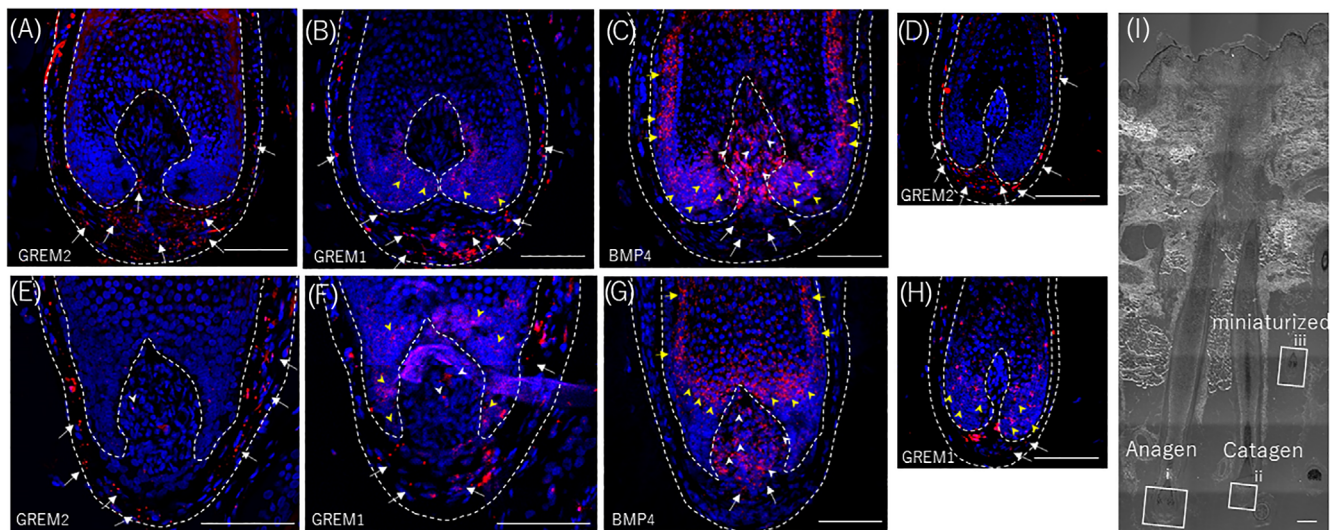 (A)
GREM2
(B)
GREM1
(C)
BMP4
(D)
GREM2
(E)
GREM2
(F)
GREM1
(G)
BMP4
(H)
GREM1
(I)
miniaturized
iii
Anagen
i
Catagen
ii